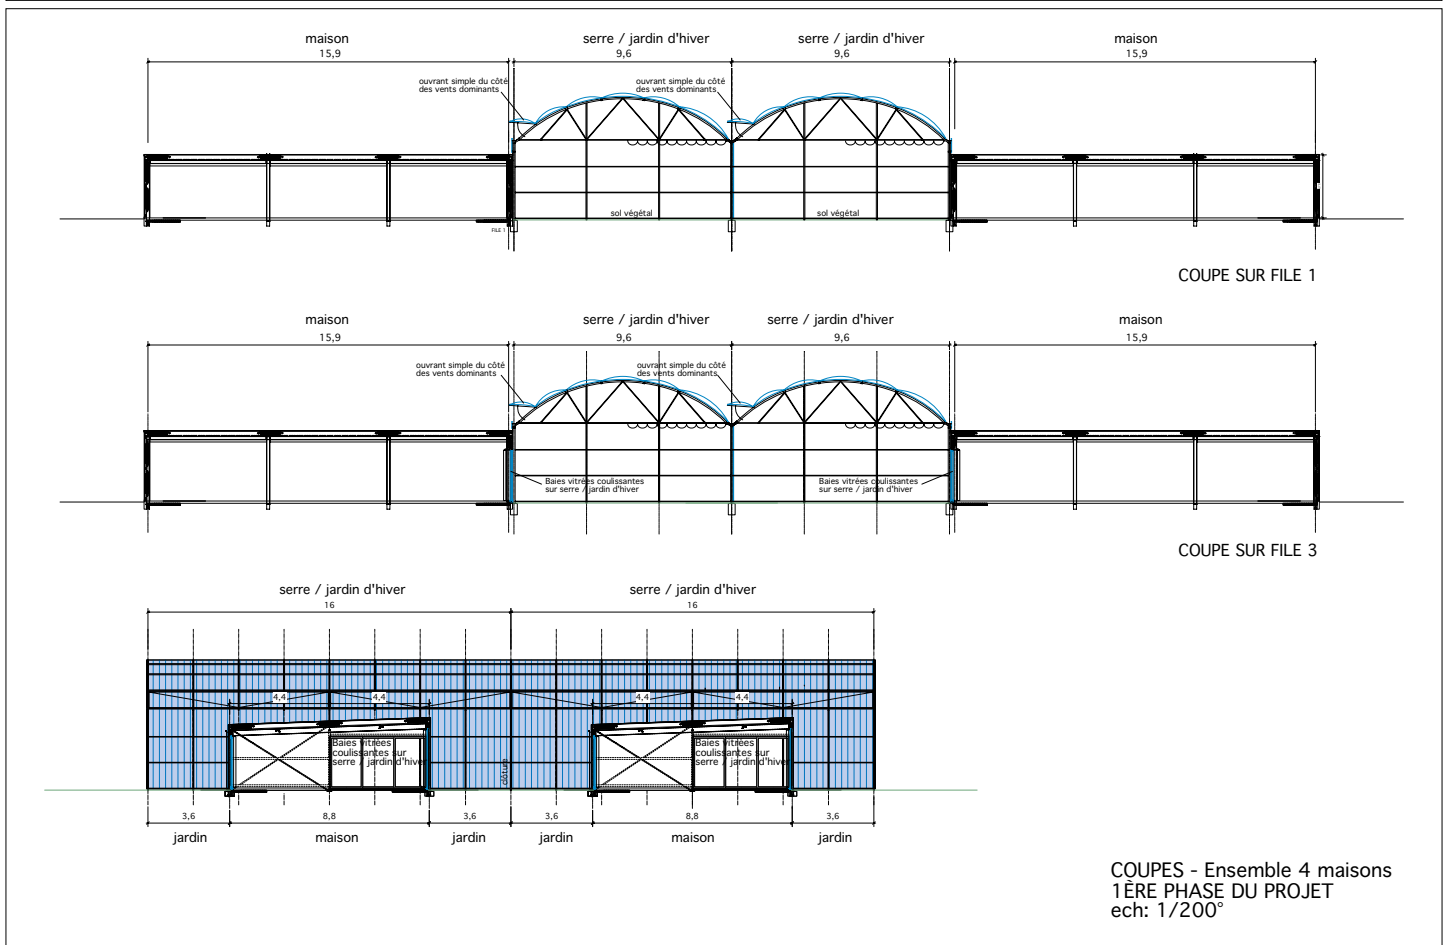 maison
serre / jardin d'hiver
serre / jardin d'hiver
maison
15,9
9,6
9,6
15,9
ouvrant simple du côté
des vents dominants
ouvrant simple du côté
des vents dominants
sol végétal
sol végétal
FILE 1
COUPE SUR FILE 1
maison
serre / jardin d'hiver
serre / jardin d'hiver
maison
15,9
9,6
9,6
15,9
ouvrant simple du côté
des vents dominants
ouvrant simple du côté
des vents dominants
Baies vitrées coulissantes
sur serre / jardin d'hiver
Baies vitrées coulissantes
sur serre / jardin d'hiver
COUPE SUR FILE 3
serre / jardin d'hiver
serre / jardin d'hiver
16
16
4,4
4,4
4,4
4,4
Baies vitrées
coulissantes sur
serre / jardin d'hiver
clôture
Baies vitrées
coulissantes sur
serre / jardin d'hiver
3,6
8,8
3,6
3,6
8,8
3,6
jardin
maison
jardin
jardin
maison
jardin
COUPES - Ensemble 4 maisons
1ÈRE PHASE DU PROJET
ech: 1/200°